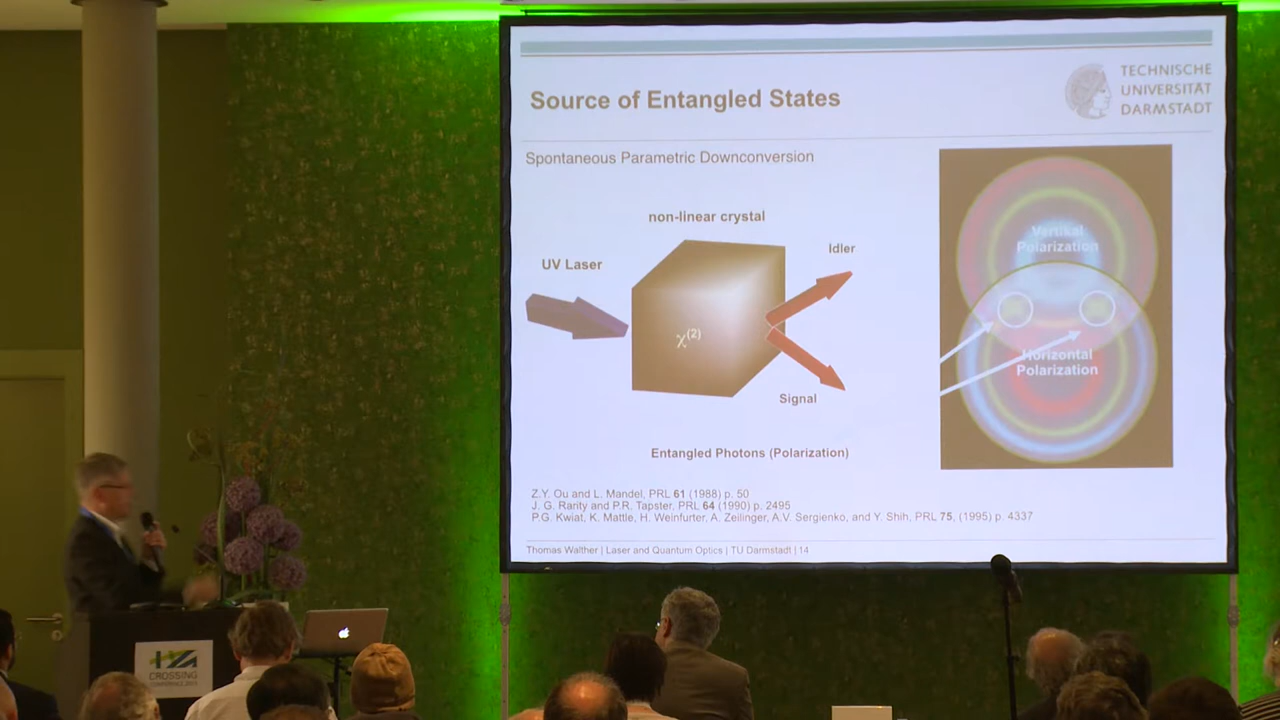 Source of Entangled States
TECHNISCHE
UNIVERSITÄT
DARMSTADT
Spontaneous Parametric Downconversion
non-linear crystal
UV Laser
Idler
χ(2)
Signal
Entangled Photons (Polarization)
Vertikal
Polarization
Horizontal
Polarization
Z.Y. Ou and L. Mandel, PRL 61 (1988) p. 50
J. G. Rarity and P.R. Tapster, PRL 64 (1990) p. 2495
P.G. Kwiat, K. Mattle, H. Weinfurter, A. Zeilinger, A.V. Sergienko, and Y. Shih, PRL 75, (1995) p. 4337
Thomas Walther | Laser and Quantum Optics | TU Darmstadt | 14
CROSSING